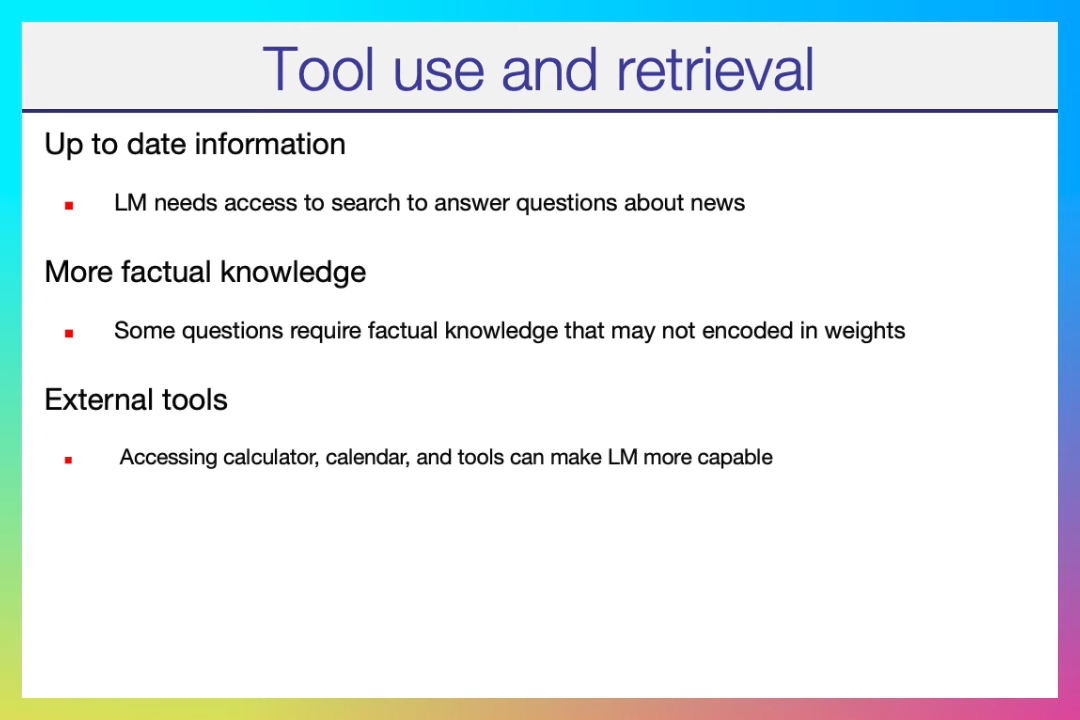 Tool use and retrieval
Up to date information
LM needs access to search to answer questions about news
More factual knowledge
Some questions require factual knowledge that may not encoded in weights
External tools
Accessing calculator, calendar, and tools can make LM more capable